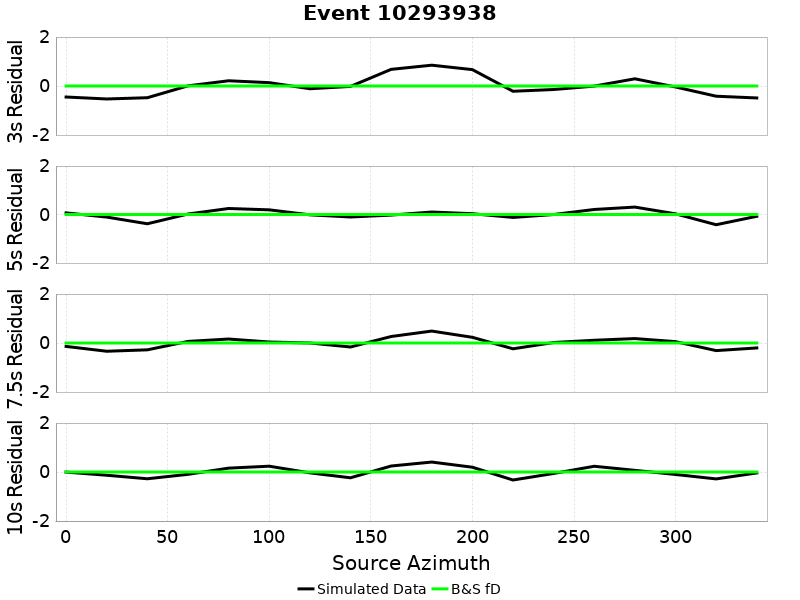 Event 10293938
2
0
-2
3s Residual
2
0
-2
5s Residual
2
0
-2
7.5s Residual
2
0
-2
10s Residual
0 50 100 150 200 250 300
Source Azimuth
Simulated Data B&S fD